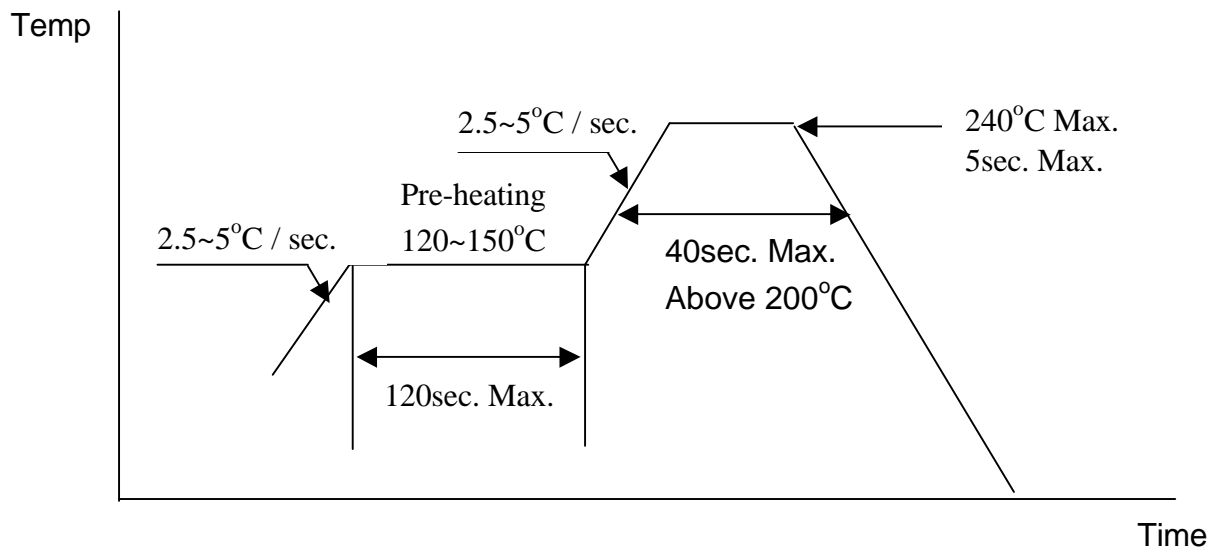 Temp
2.5~5°C / sec.
240°C Max.
5sec. Max.
Pre-heating
120~150°C
2.5~5°C / sec.
40sec. Max.
Above 200°C
120sec. Max.
Time